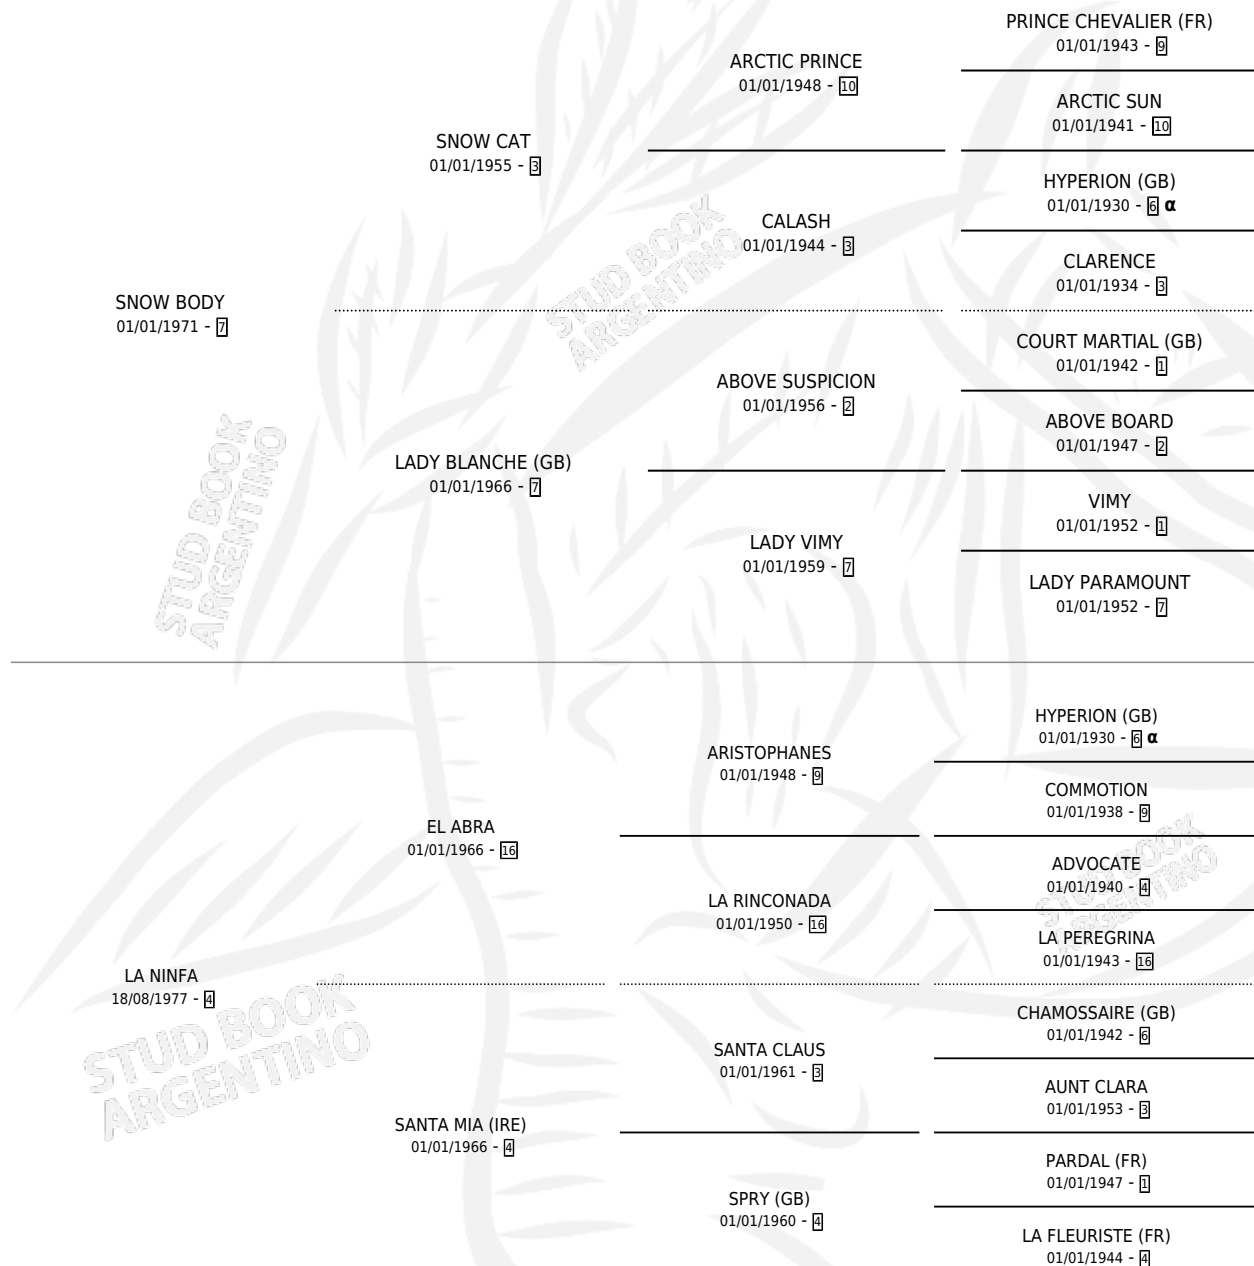 PRINCE CHEVALIER (FR)
01/01/1943 - 9
ARCTIC PRINCE
01/01/1948 - 10
ARCTIC SUN
01/01/1941 - 10
SNOW CAT
01/01/1955 - 3
HYPERION (GB)
01/01/1930 - 6 α
CALASH
01/01/1944 - 3
CLARENCE
01/01/1934 - 3
SNOW BODY
01/01/1971 - 7
COURT MARTIAL (GB)
01/01/1942 - 1
ABOVE SUSPICION
01/01/1956 - 2
ABOVE BOARD
01/01/1947 - 2
LADY BLANCHE (GB)
01/01/1966 - 7
VIMY
01/01/1952 - 1
LADY VIMY
01/01/1959 - 7
LADY PARAMOUNT
01/01/1952 - 7
HYPERION (GB)
01/01/1930 - 6 α
ARISTOPHANES
01/01/1948 - 9
COMMOTION
01/01/1938 - 9
EL ABRA
01/01/1966 - 16
ADVOCATE
01/01/1940 - 4
LA RINCONADA
01/01/1950 - 16
LA PEREGRINA
01/01/1943 - 16
LA NINFA
18/08/1977 - 4
CHAMOSSAIRE (GB)
01/01/1942 - 6
SANTA CLAUS
01/01/1961 - 3
AUNT CLARA
01/01/1953 - 3
SANTA MIA (IRE)
01/01/1966 - 4
PARDAL (FR)
01/01/1947 - 1
SPRY (GB)
01/01/1960 - 4
LA FLEURISTE (FR)
01/01/1944 - 4
STUD BOOK
ARGENTINO
STUD BOOK
ARGENTINO
STUD BOOK
ARGENTINO
STUD BOOK
ARGENTINO